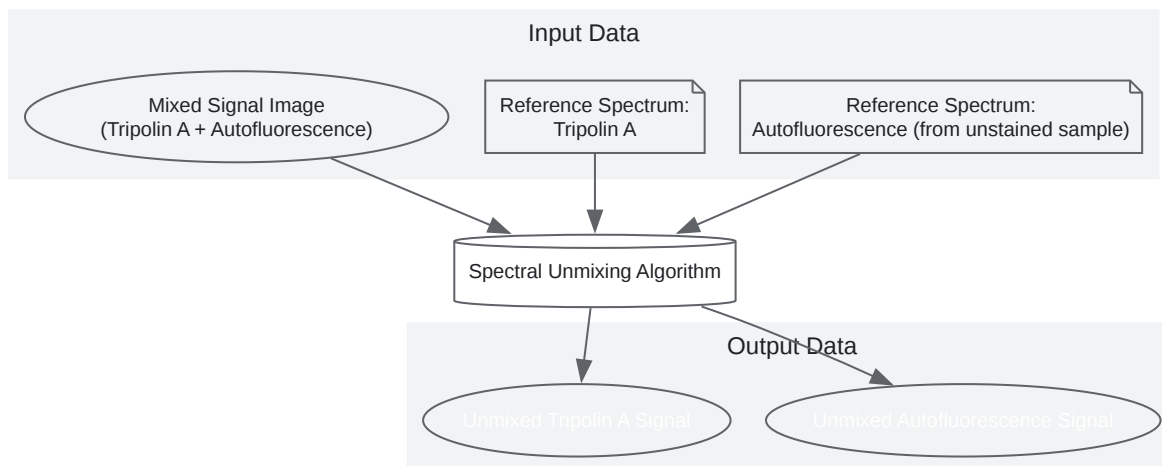 Input Data
Mixed Signal Image
(Tripolin A + Autofluorescence)
Reference Spectrum:
Tripolin A
Reference Spectrum:
Autofluorescence (from unstained sample)
Spectral Unmixing Algorithm
Output Data
Unmixed Tripolin A Signal
Unmixed Autofluorescence Signal